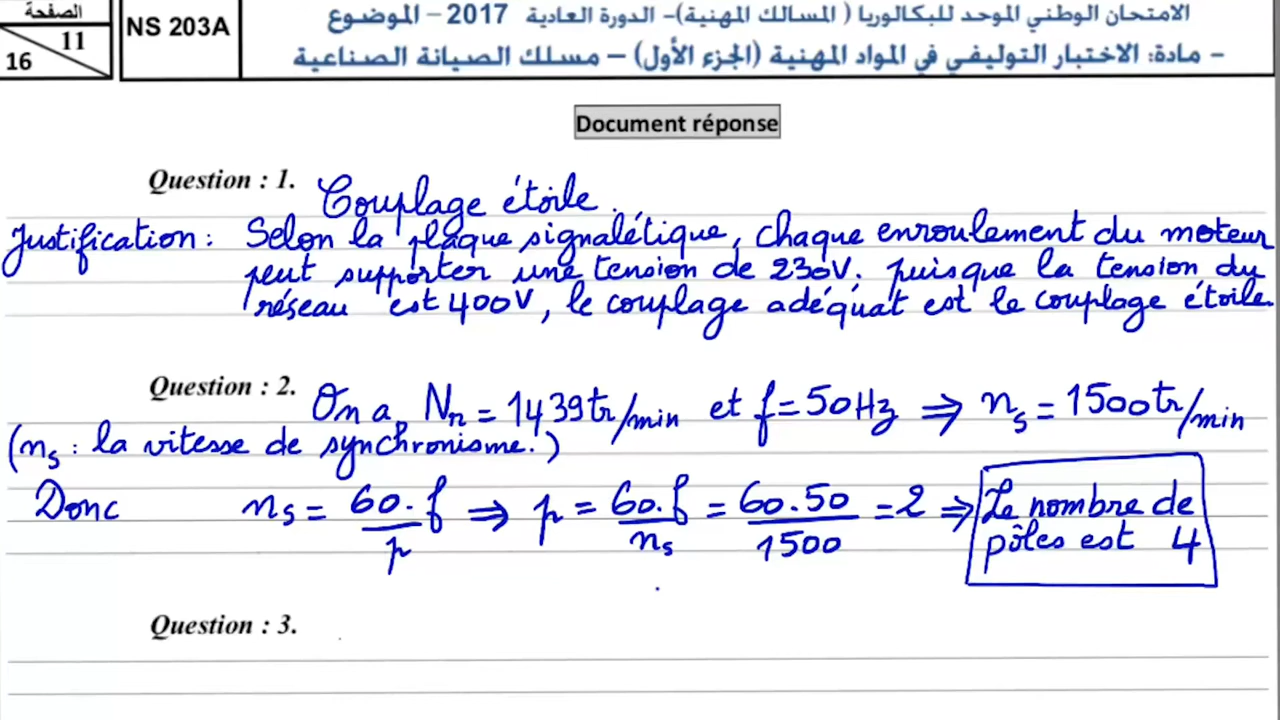 الصفحة
11
16
NS 203A
الامتحان الوطني الموحد للبكالوريا (المسالك المهنية)- الدورة العادية 2017 - الموضوع
- مادة: الاختبار التوليفي في المواد المهنية (الجزء الأول) – مسلك الصيانة الصناعية
Document réponse
Question : 1. Couplage étoile.
Justification : Selon la plaque signalétique, chaque enroulement du moteur
peut supporter une tension de 230V. puisque la tension du
réseau est 400V, le couplage adéquat est le couplage étoile.
Question : 2. On a Nn = 1439tr/min et f = 50Hz ⇒ ns = 1500tr/min
(ns : la vitesse de synchronisme.)
Donc ns = 60.f/p ⇒ p = 60.f/ns = 60.50/1500 = 2 ⇒ Le nombre de
pôles est 4
Question : 3.